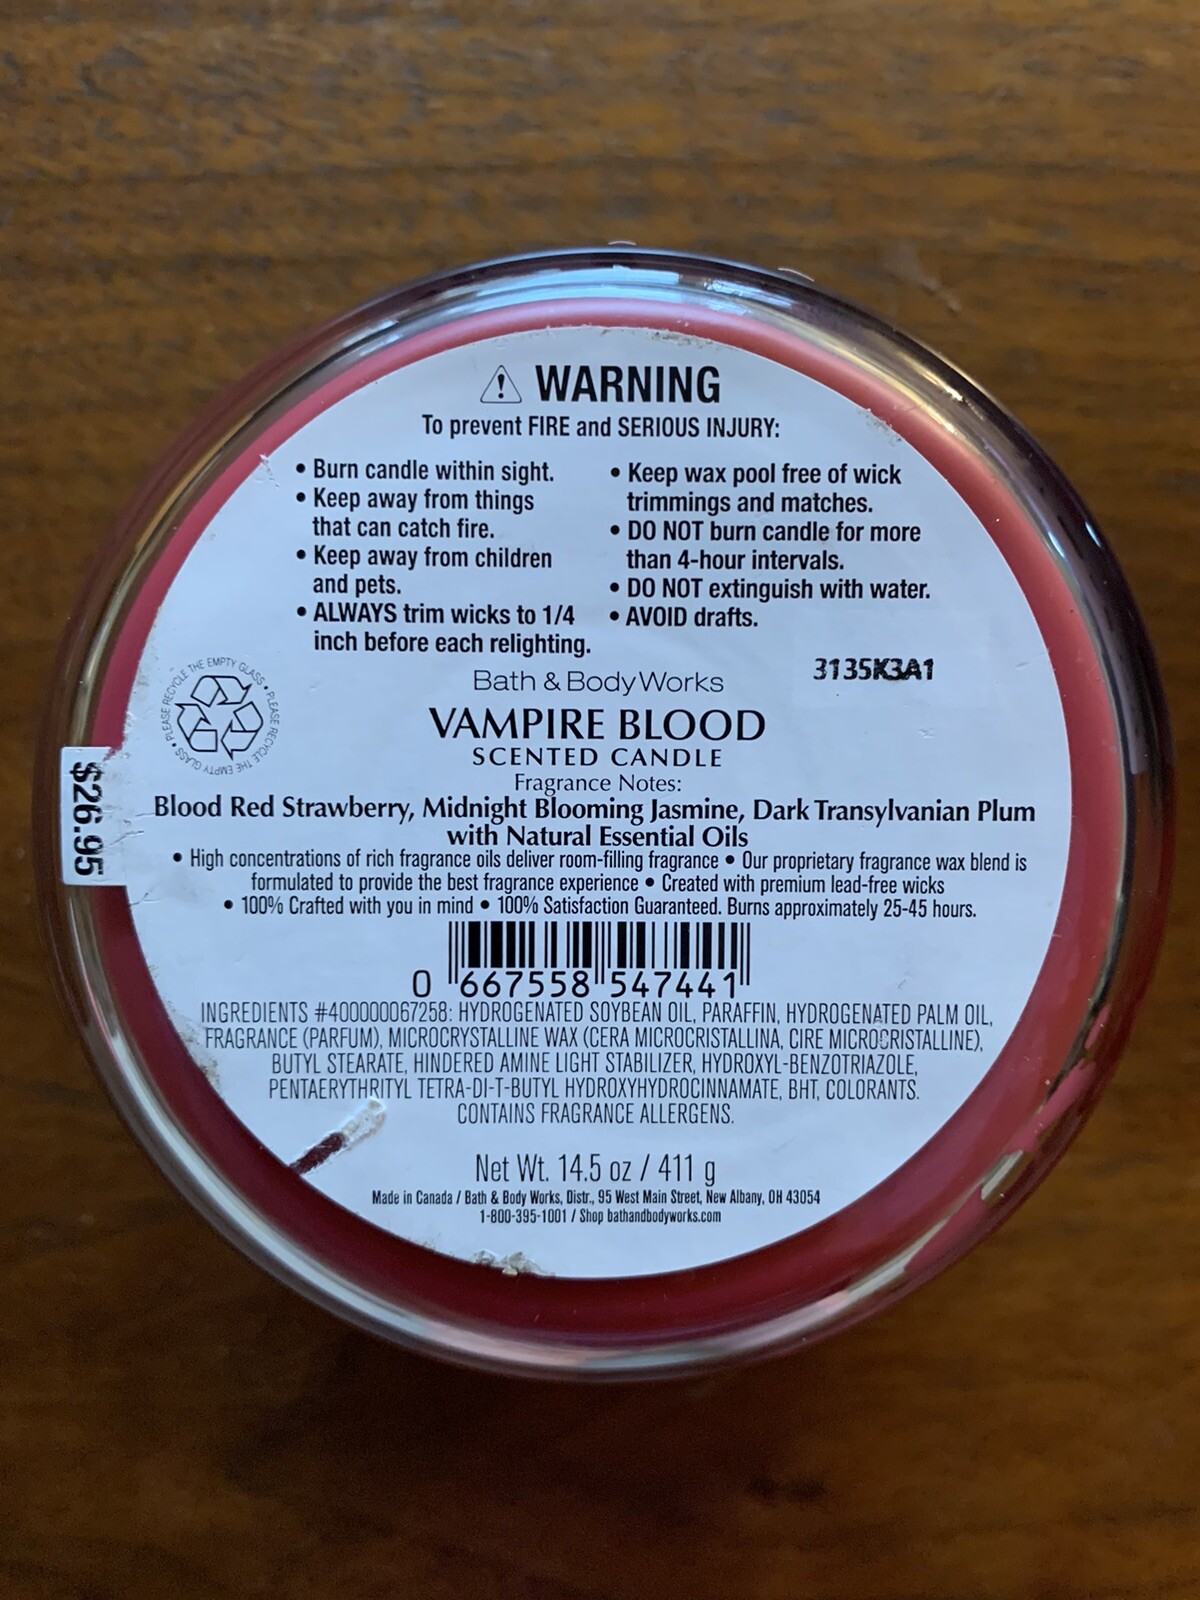 WARNING
To prevent FIRE and SERIOUS INJURY:
• Burn candle within sight.
• Keep away from things
that can catch fire.
• Keep away from children
and pets.
• ALWAYS trim wicks to 1/4
inch before each relighting.
• Keep wax pool free of wick
trimmings and matches.
• DO NOT burn candle for more
than 4-hour intervals.
• DO NOT extinguish with water.
• AVOID drafts.
3135K3A1
PLEASE RECYCLE THE EMPTY GLASS • PLEASE RECYCLE THE EMPTY GLASS •
$26.95
Bath & Body Works
VAMPIRE BLOOD
SCENTED CANDLE
Fragrance Notes:
Blood Red Strawberry, Midnight Blooming Jasmine, Dark Transylvanian Plum
with Natural Essential Oils
• High concentrations of rich fragrance oils deliver room-filling fragrance • Our proprietary fragrance wax blend is
formulated to provide the best fragrance experience • Created with premium lead-free wicks
• 100% Crafted with you in mind • 100% Satisfaction Guaranteed. Burns approximately 25-45 hours.
0 667558 547441
INGREDIENTS #400000067258: HYDROGENATED SOYBEAN OIL, PARAFFIN, HYDROGENATED PALM OIL,
FRAGRANCE (PARFUM), MICROCRYSTALLINE WAX (CERA MICROCRISTALLINA, CIRE MICROCRISTALLINE),
BUTYL STEARATE, HINDERED AMINE LIGHT STABILIZER, HYDROXYL-BENZOTRIAZOLE,
PENTAERYTHRITYL TETRA-DI-T-BUTYL HYDROXYHYDROCINNAMATE, BHT, COLORANTS.
CONTAINS FRAGRANCE ALLERGENS.
Net Wt. 14.5 oz / 411 g
Made in Canada / Bath & Body Works, Distr., 95 West Main Street, New Albany, OH 43054
1-800-395-1001 / Shop bathandbodyworks.com